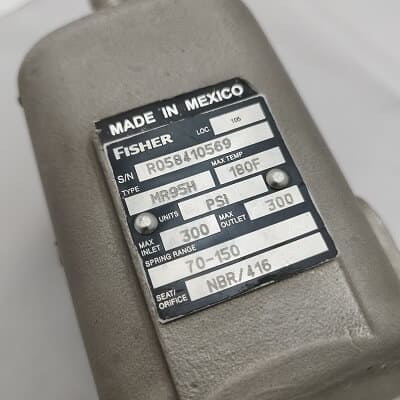 MADE IN MEXICO
FISHER LOC. 105
S/N R058410569
TYPE MR95H MAX TEMP 180F
UNITS PSI
MAX INLET 300 MAX OUTLET 300
SPRING RANGE 70-150
SEAT/ORIFICE NBR/416